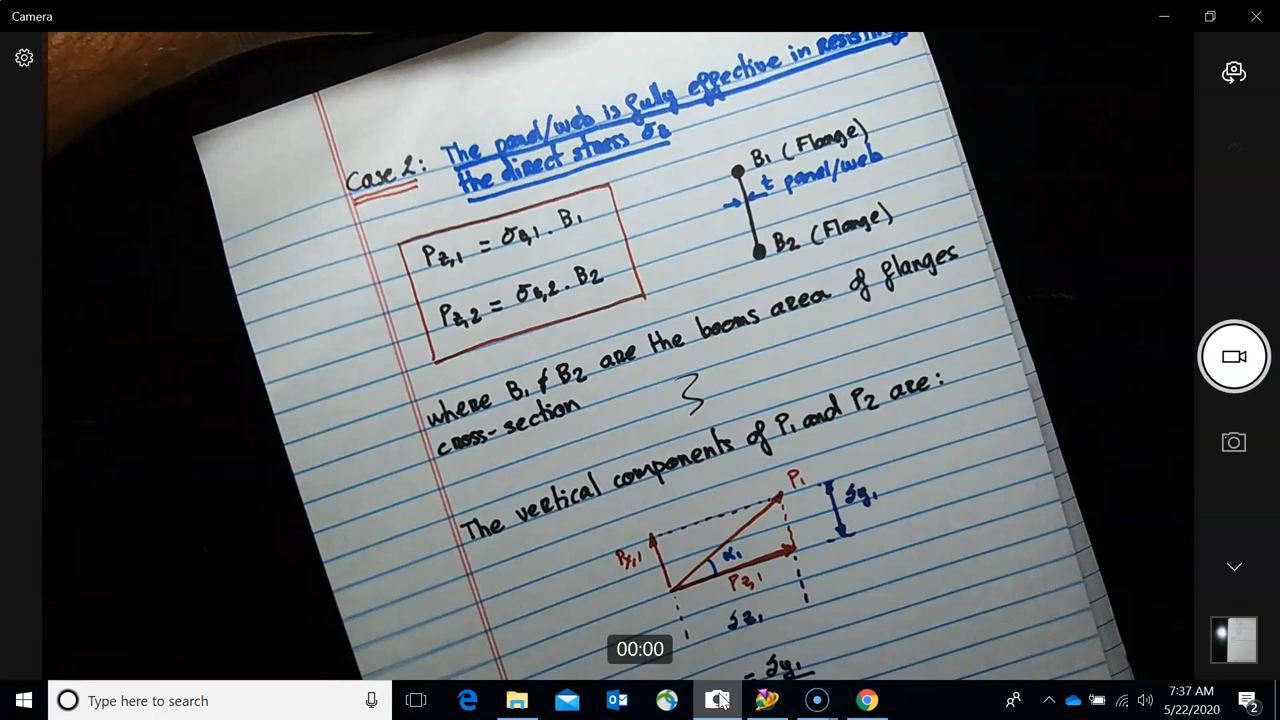 Camera
Case 2: The panel/web is fully effective in resisting
the direct stress σz
Pz,1 = σz,1 . B1
Pz,2 = σz,2 . B2
B1 (Flange)
t panel/web
B2 (Flange)
where B1 & B2 are the booms area of flanges
cross-section
The vertical components of P1 and P2 are:
P1
δy1
Py,1
α1
Pz,1
δz1
00:00
= δy1
Type here to search
7:37 AM
5/22/2020
2